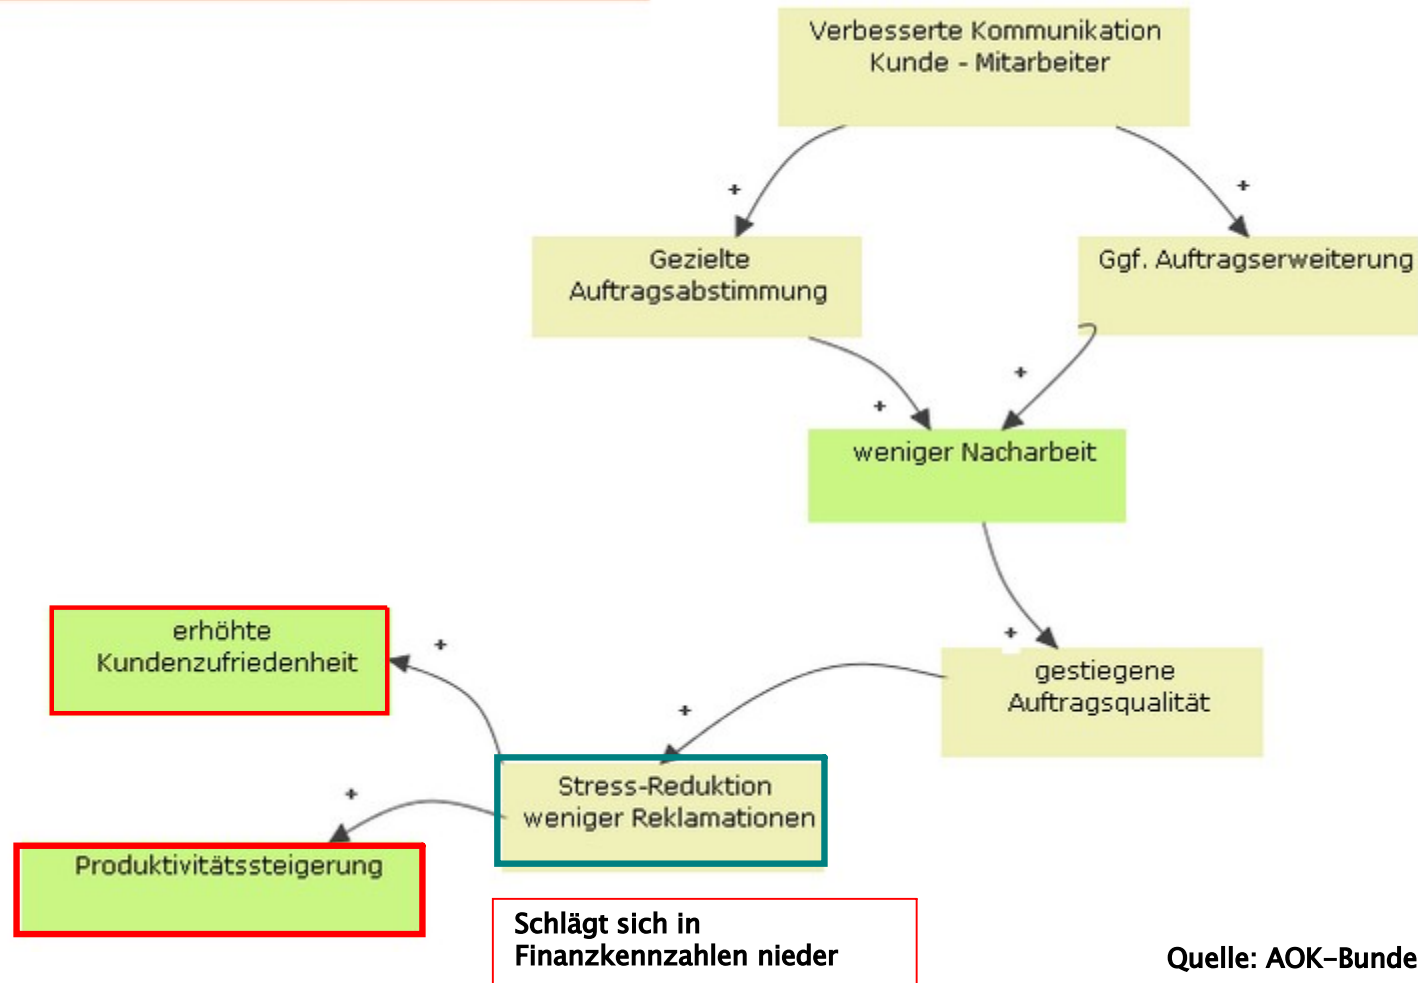 Verbesserte Kommunikation
Kunde - Mitarbeiter
+
+
Gezielte
Auftragsabstimmung
Ggf. Auftragserweiterung
+
+
weniger Nacharbeit
+
gestiegene
Auftragsqualität
erhöhte
Kundenzufriedenheit
+
+
Stress-Reduktion
weniger Reklamationen
+
Produktivitätssteigerung
Schlägt sich in
Finanzkennzahlen nieder
Quelle: AOK-Bunde